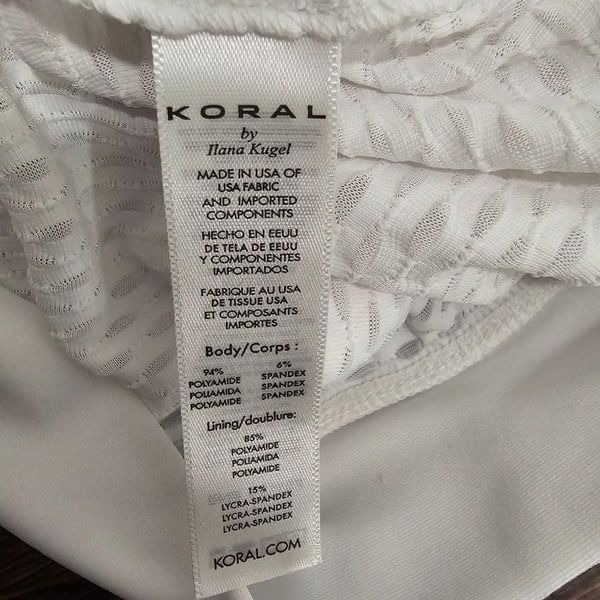 KORAL
by
Ilana Kugel
MADE IN USA OF
USA FABRIC
AND IMPORTED
COMPONENTS
HECHO EN EEUU
DE TELA DE EEUU
Y COMPONENTES
IMPORTADOS
FABRIQUE AU USA
DE TISSUE USA
ET COMPOSANTS
IMPORTES
Body/Corps :
94% 6%
POLYAMIDE SPANDEX
POLIAMIDA SPANDEX
POLYAMIDE SPANDEX
Lining/doublure:
85%
POLYAMIDE
POLIAMIDA
POLYAMIDE
15%
LYCRA-SPANDEX
LYCRA-SPANDEX
LYCRA-SPANDEX
KORAL.COM